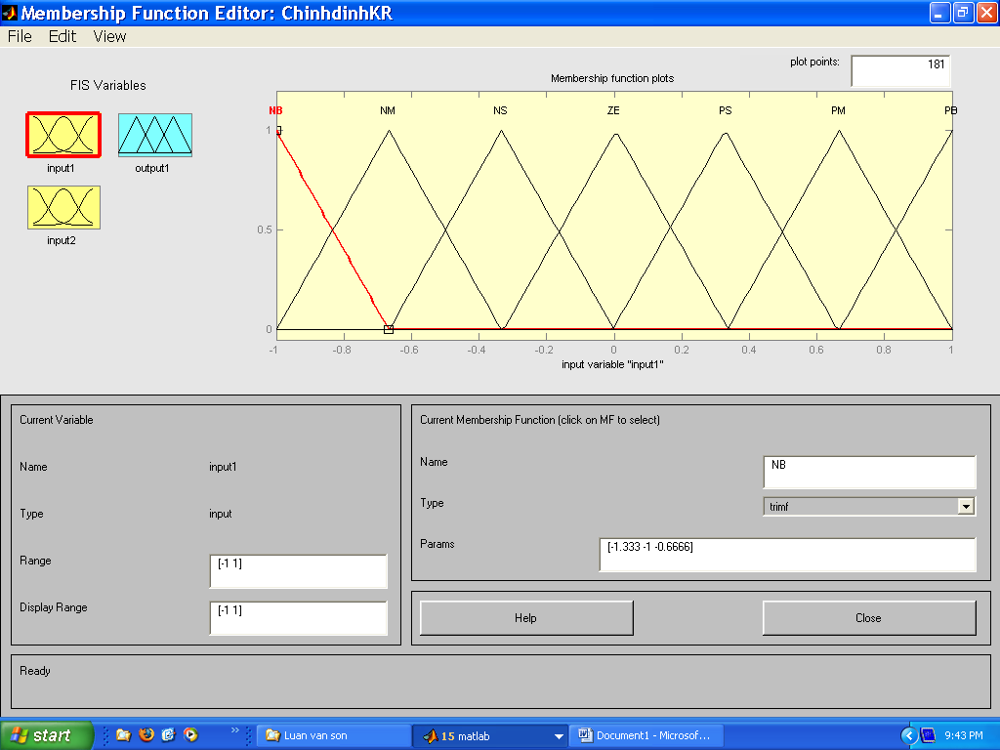 Membership Function Editor: ChinhdinhKR
File Edit View
FIS Variables
input1
output1
input2
plot points:
181
Membership function plots
NB NM NS ZE PS PM PB
1
0.5
0
-1 -0.8 -0.6 -0.4 -0.2 0 0.2 0.4 0.6 0.8 1
input variable "input1"
Current Variable
Name input1
Type input
Range [-1 1]
Display Range [-1 1]
Current Membership Function (click on MF to select)
Name NB
Type trimf
Params [-1.333 -1 -0.6666]
Help Close
Ready
start » Luan van son 15 matlab Document1 - Microsof... 9:43 PM